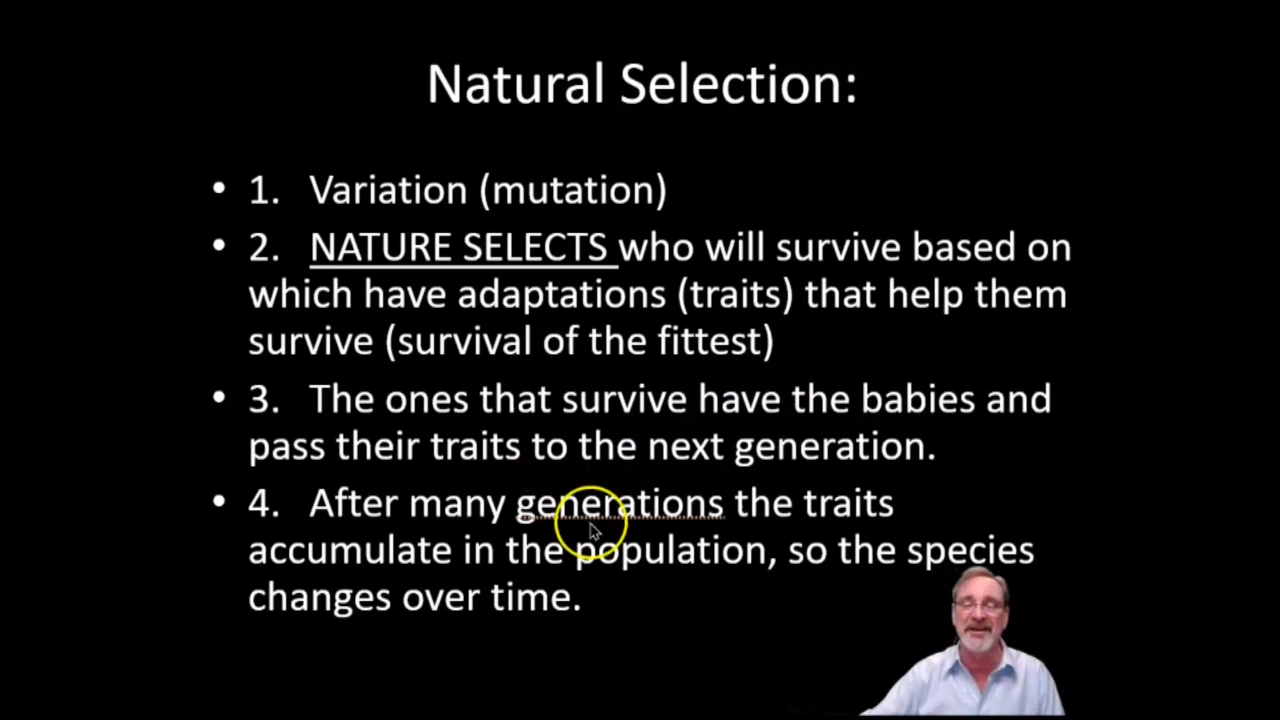 Natural Selection:
• 1. Variation (mutation)
• 2. NATURE SELECTS who will survive based on
which have adaptations (traits) that help them
survive (survival of the fittest)
• 3. The ones that survive have the babies and
pass their traits to the next generation.
• 4. After many generations the traits
accumulate in the population, so the species
changes over time.